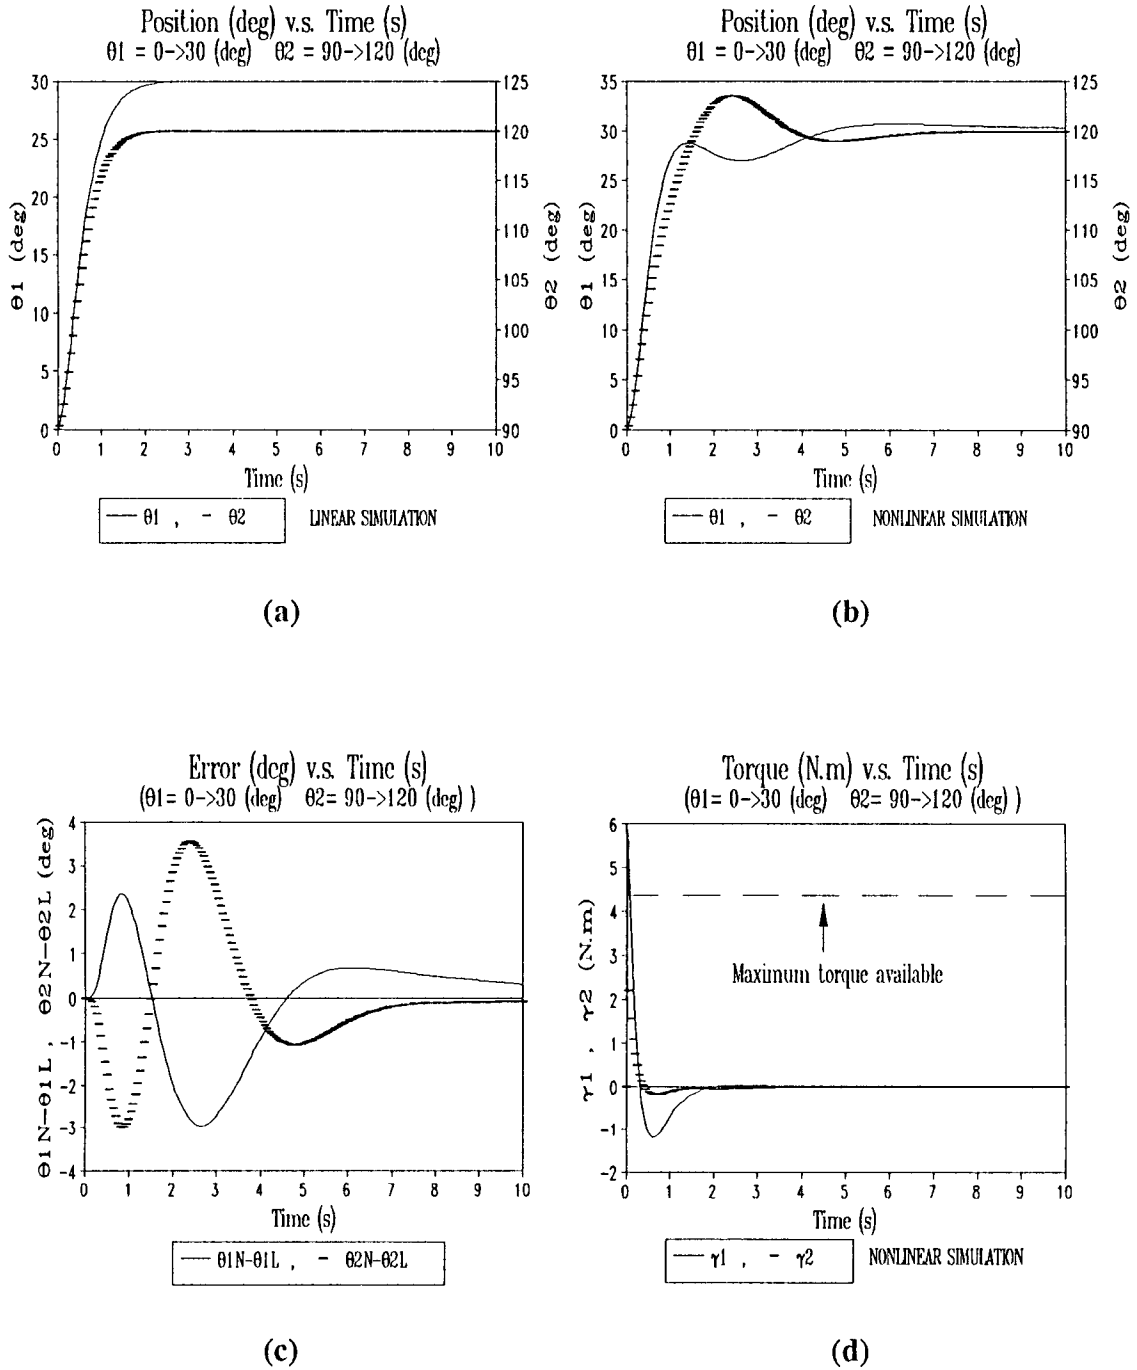 Position (deg) v.s. Time (s)
θ1 = 0->30 (deg) θ2 = 90->120 (deg)
30
25
20
15
10
5
0
θ1 (deg)
125
120
115
110
105
100
95
90
θ2 (deg)
0 1 2 3 4 5 6 7 8 9 10
Time (s)
θ1 , - θ2
LINEAR SIMULATION
(a)
Position (deg) v.s. Time (s)
θ1 = 0->30 (deg) θ2 = 90->120 (deg)
35
30
25
20
15
10
5
0
θ1 (deg)
125
120
115
110
105
100
95
90
θ2 (deg)
0 1 2 3 4 5 6 7 8 9 10
Time (s)
θ1 , - θ2
NONLINEAR SIMULATION
(b)
Error (deg) v.s. Time (s)
(θ1= 0->30 (deg) θ2= 90->120 (deg) )
4
3
2
1
0
-1
-2
-3
-4
θ1N-θ1L , θ2N-θ2L (deg)
0 1 2 3 4 5 6 7 8 9 10
Time (s)
θ1N-θ1L , - θ2N-θ2L
(c)
Torque (N.m) v.s. Time (s)
(θ1= 0->30 (deg) θ2= 90->120 (deg) )
6
5
4
3
2
1
0
-1
-2
γ1 , γ2 (N.m)
Maximum torque available
0 1 2 3 4 5 6 7 8 9 10
Time (s)
γ1 , - γ2
NONLINEAR SIMULATION
(d)